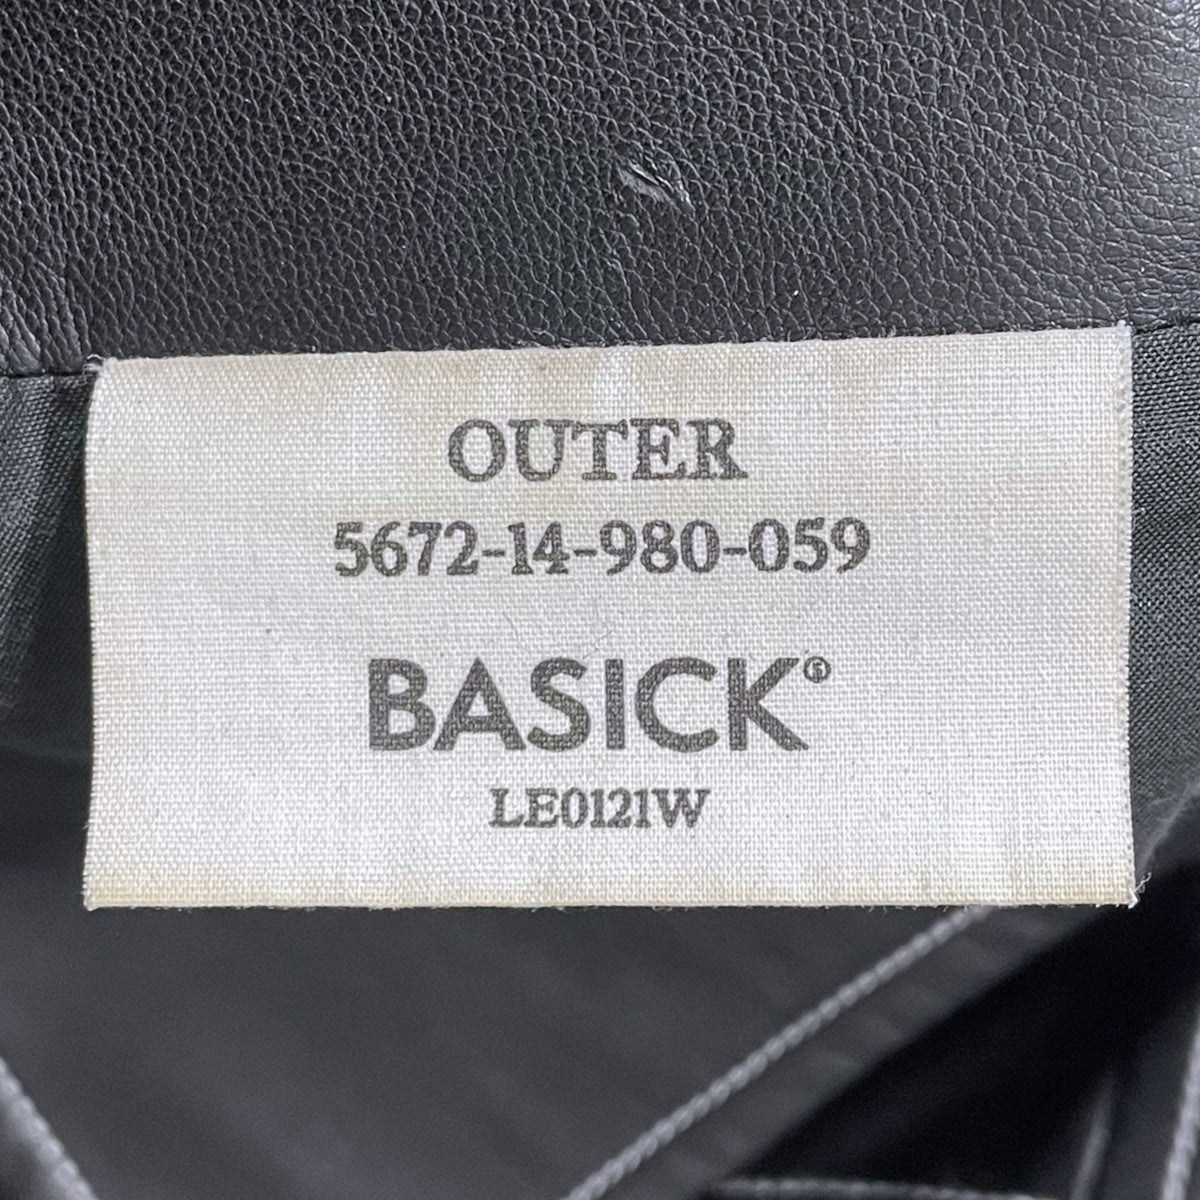 OUTER
5672-14-980-059
BASICK®
LE0121W